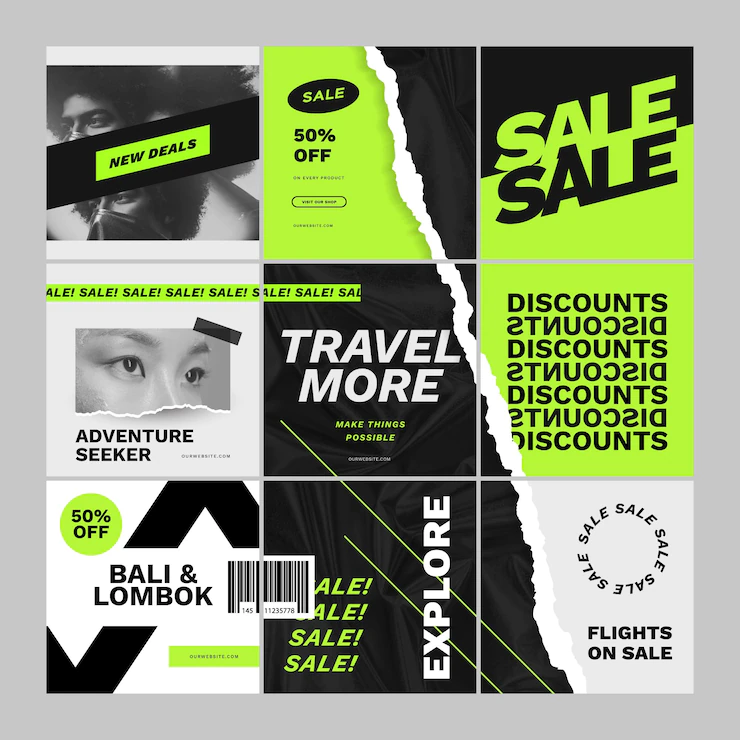 NEW DEALS
SALE
50%
OFF
ON EVERY PRODUCT
VISIT OUR SHOP
OURWEBSITE.COM
SALE
SALE
ALE! SALE! SALE! SALE! SALE! SALE! SALE! SAL
ADVENTURE
SEEKER
OURWEBSITE.COM
TRAVEL
MORE
MAKE THINGS
POSSIBLE
OURWEBSITE.COM
DISCOUNTS
DISCOUNTS
DISCOUNTS
DISCOUNTS
DISCOUNTS
DISCOUNTS
DISCOUNTS
50%
OFF
BALI &
LOMBOK
145 11235778
OURWEBSITE.COM
SALE!
SALE!
SALE!
SALE!
EXPLORE
SALE SALE SALE SALE SALE SALE
FLIGHTS
ON SALE